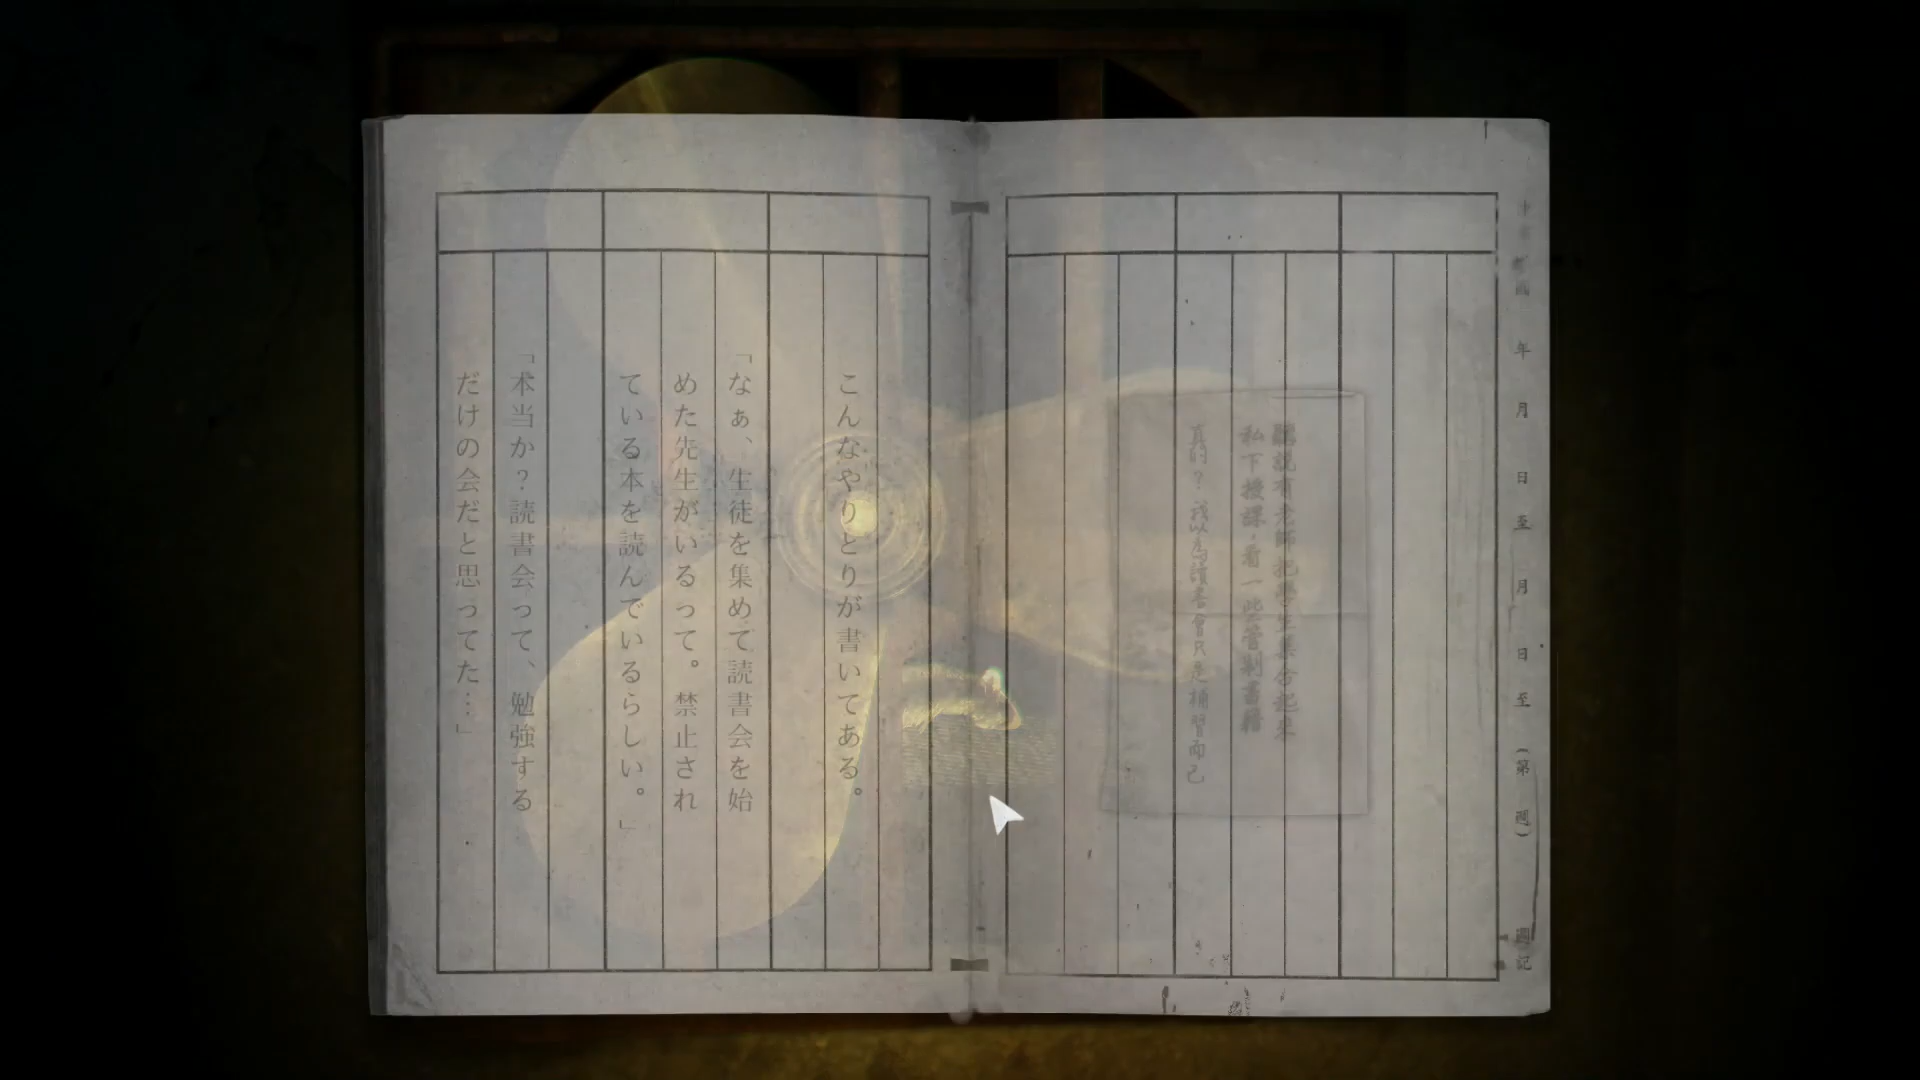 中華民國 年 月 日至 月 日至 (第 週) 週記
聽說有老師把學生集合起來
私下授課,看一些管制書籍
真的?我以為讀書會只是補習而已
こんなやりとりが書いてある。
「なぁ、生徒を集めて読書会を始
めた先生がいるって。禁止され
ている本を読んでいるらしい。」
「本当か?読書会って、勉強する
だけの会だと思ってた…」